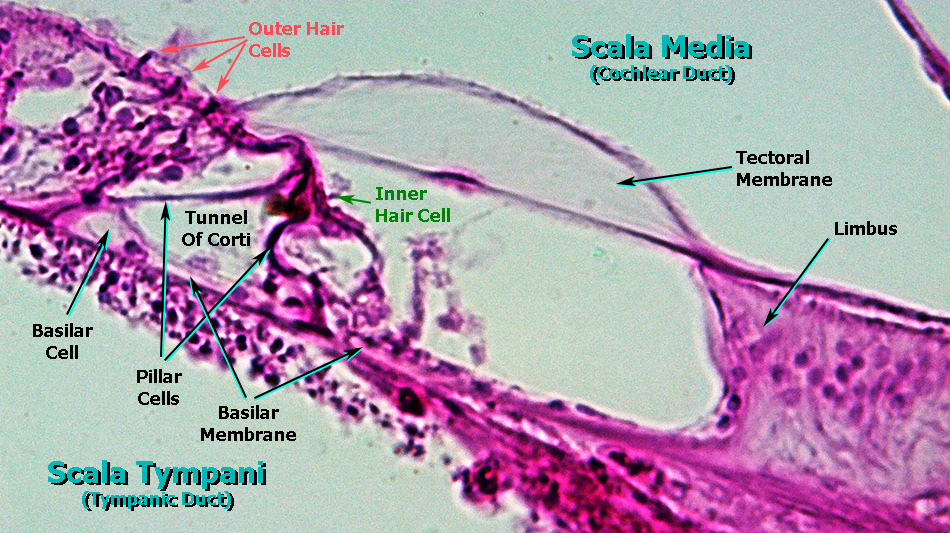 Outer Hair
Cells
Scala Media
(Cochlear Duct)
Tectoral
Membrane
Inner
Hair Cell
Tunnel
Of Corti
Limbus
Basilar
Cell
Pillar
Cells
Basilar
Membrane
Scala Tympani
(Tympanic Duct)